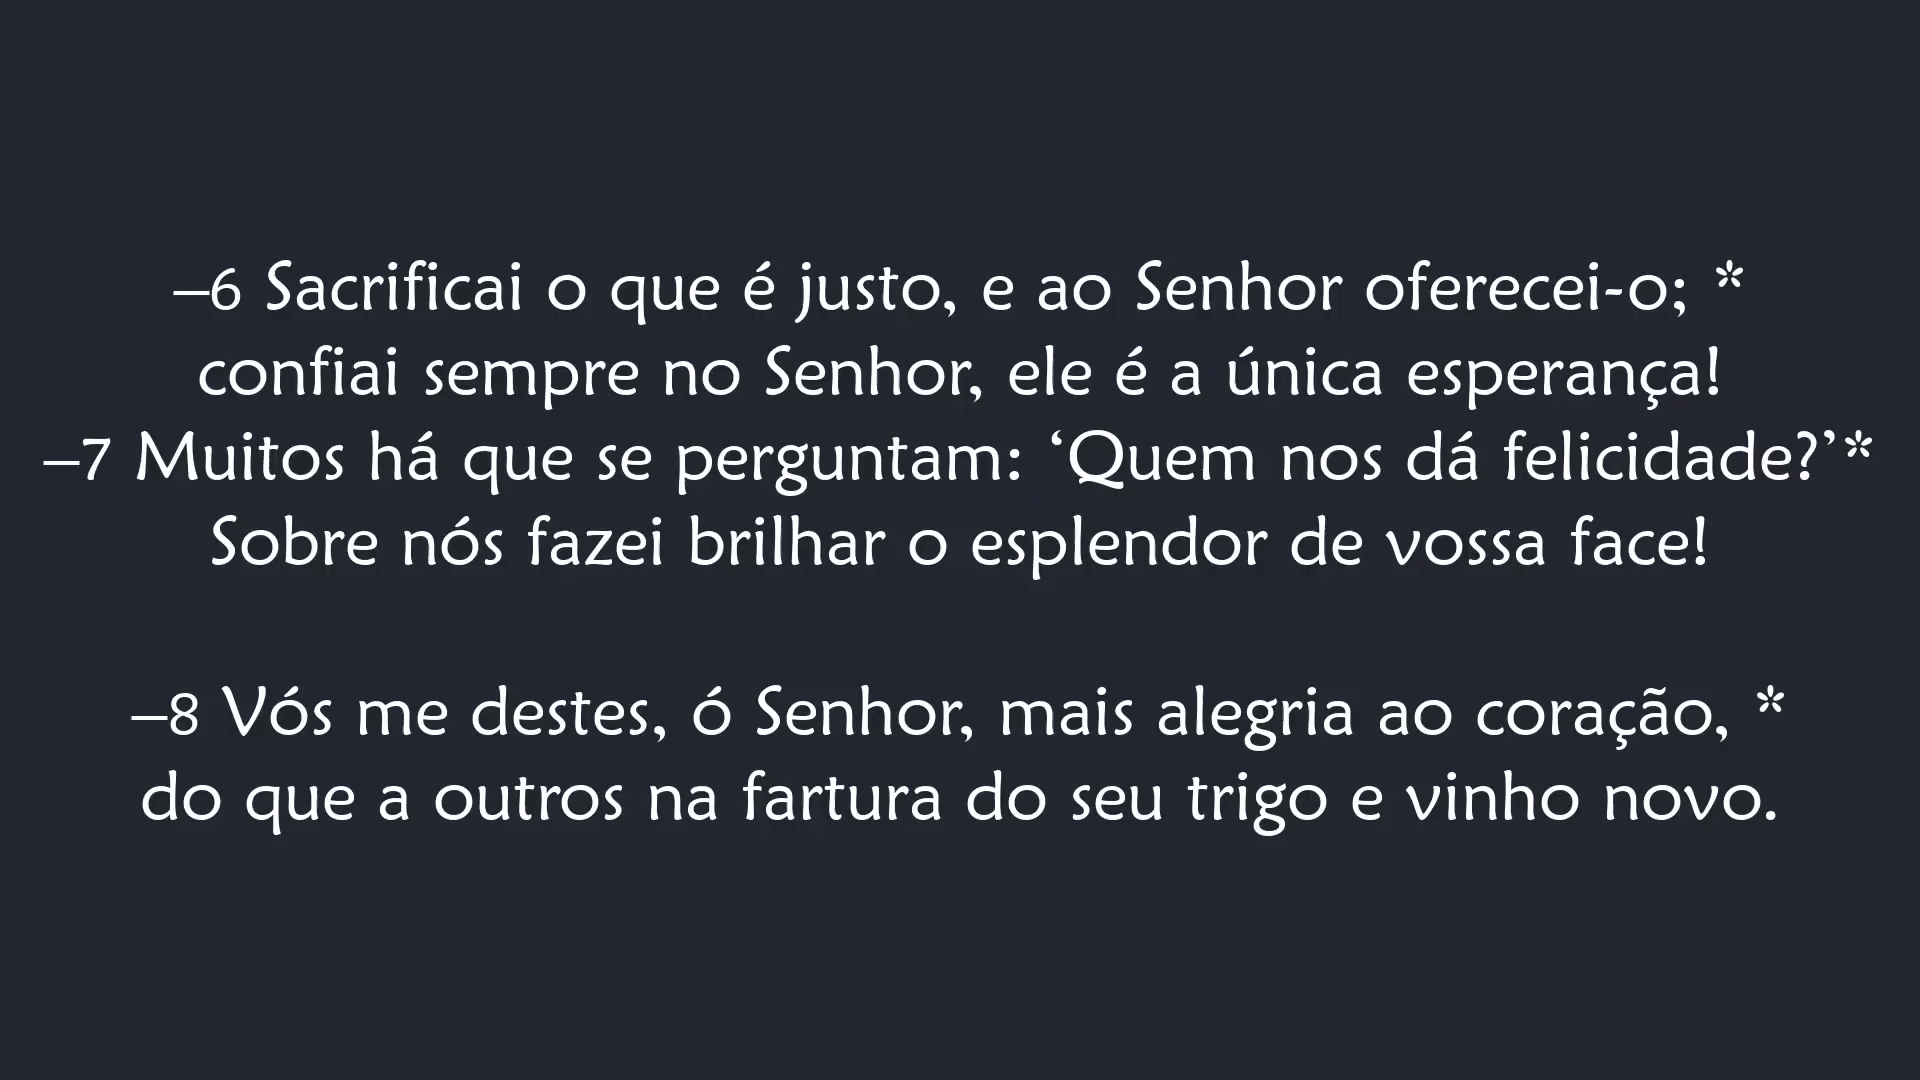 –6 Sacrificai o que é justo, e ao Senhor oferecei-o; *
confiai sempre no Senhor, ele é a única esperança!
–7 Muitos há que se perguntam: ‘Quem nos dá felicidade?’*
Sobre nós fazei brilhar o esplendor de vossa face!
–8 Vós me destes, ó Senhor, mais alegria ao coração, *
do que a outros na fartura do seu trigo e vinho novo.